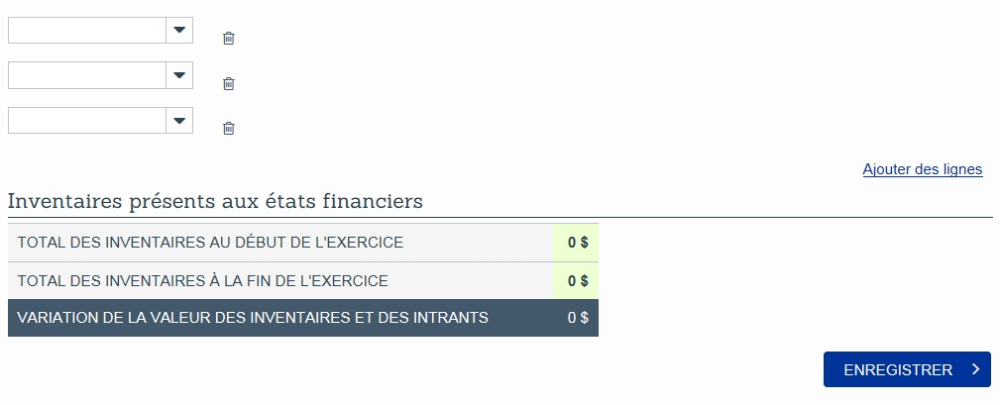 Ajouter des lignes
Inventaires présents aux états financiers
TOTAL DES INVENTAIRES AU DÉBUT DE L'EXERCICE 0 $
TOTAL DES INVENTAIRES À LA FIN DE L'EXERCICE 0 $
VARIATION DE LA VALEUR DES INVENTAIRES ET DES INTRANTS 0 $
ENREGISTRER